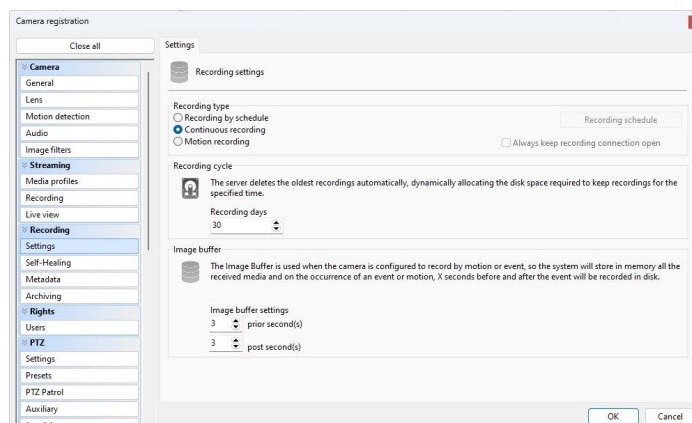 Camera registration
Close all
Camera
General
Lens
Motion detection
Audio
Image filters
Streaming
Media profiles
Recording
Live view
Recording
Settings
Self-Healing
Metadata
Archiving
Rights
Users
PTZ
Settings
Presets
PTZ Patrol
Auxiliary
Settings
Recording settings
Recording type
Recording by schedule
Continuous recording
Motion recording
Recording schedule
Always keep recording connection open
Recording cycle
The server deletes the oldest recordings automatically, dynamically allocating the disk space required to keep recordings for the
specified time.
Recording days
30
Image buffer
The Image Buffer is used when the camera is configured to record by motion or event, so the system will store in memory all the
received media and on the occurrence of an event or motion, X seconds before and after the event will be recorded in disk.
Image buffer settings
3 prior second(s)
3 post second(s)
OK Cancel